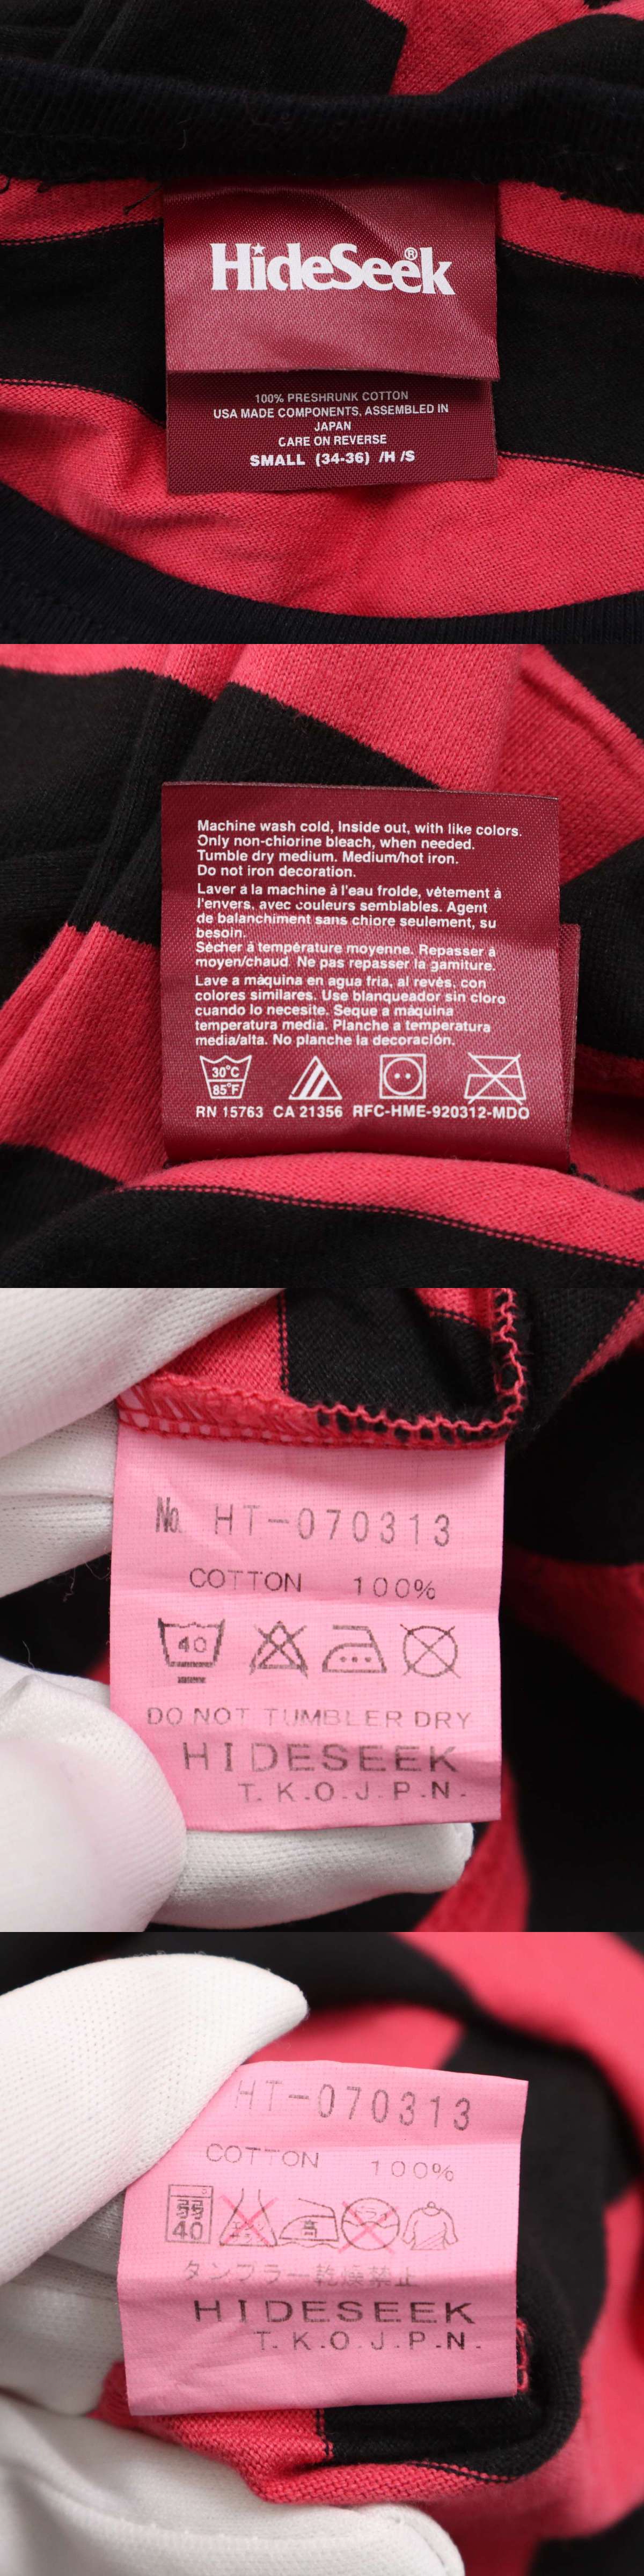 HideSeek®
100% PRESHRUNK COTTON
USA MADE COMPONENTS, ASSEMBLED IN
JAPAN
CARE ON REVERSE
SMALL (34-36) /H /S
Machine wash cold, Inside out, with like colors.
Only non-chlorine bleach, when needed.
Tumble dry medium. Medium/hot iron.
Do not iron decoration.
Laver a la machine à l'eau frolde, vêtement à
l'envers, avec couleurs semblables. Agent
de balanchiment sans chiore seulement, su
besoin.
Sécher á température moyenne. Repasser à
moyen/chaud. Ne pas repasser la gamiture.
Lave a máquina en agua fria, al revés, con
colores similares. Use blanqueador sin cloro
cuando lo necesite. Seque a máquina
temperatura media. Planche a temperatura
media/alta. No planche la decoración.
30°C
85°F
RN 15763 CA 21356 RFC-HME-920312-MDO
No. HT-070313
COTTON 100%
40
DO NOT TUMBLER DRY
HIDESEEK
T.K.O.J.P.N.
HT-070313
COTTON 100%
弱
40
高
タンブラー乾燥禁止
HIDESEEK
T.K.O.J.P.N.